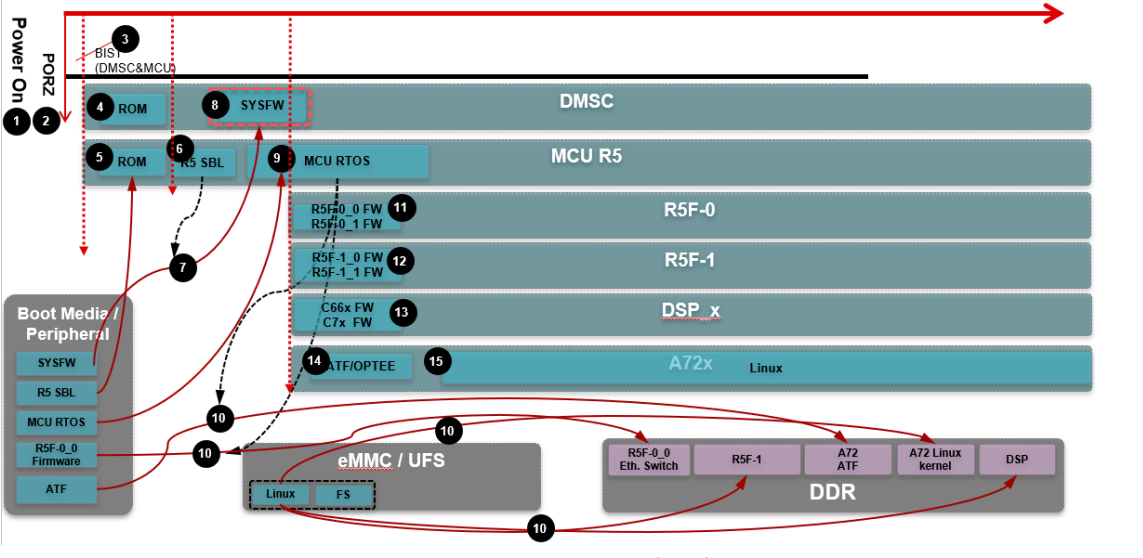 Power On
PORZ
1
2
3
BIST
(DMSC&MCU)
4
ROM
8
SYSFW
DMSC
5
ROM
6
R5 SBL
9
MCU RTOS
MCU R5
R5F-0_0 FW
R5F-0_1 FW
11
R5F-0
7
R5F-1_0 FW
R5F-1_1 FW
12
R5F-1
C66x FW
C7x FW
13
DSP_x
14
ATF/OPTEE
15
A72x
Linux
Boot Media /
Peripheral
SYSFW
R5 SBL
MCU RTOS
R5F-0_0
Firmware
ATF
10
10
10
eMMC / UFS
Linux
FS
10
R5F-0_0
Eth. Switch
R5F-1
A72
ATF
A72 Linux
kernel
DSP
DDR